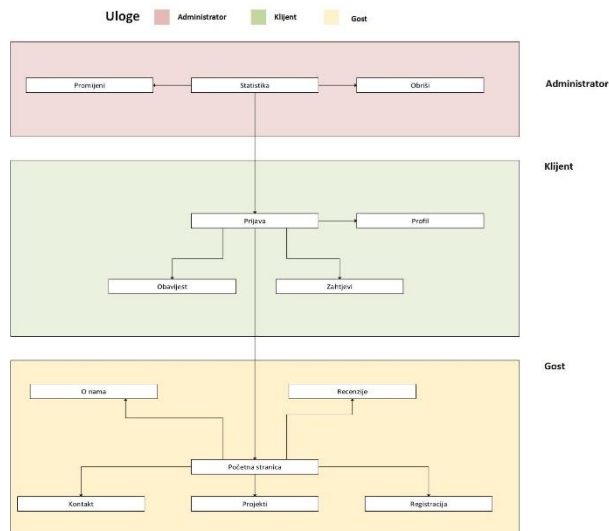 Uloge
Administrator
Klijent
Gost
Administrator
Promijeni
Statistika
Obriši
Klijent
Prijava
Profil
Obavijest
Zahtjevi
Gost
O nama
Recenzije
Početna stranica
Kontakt
Projekti
Registracija